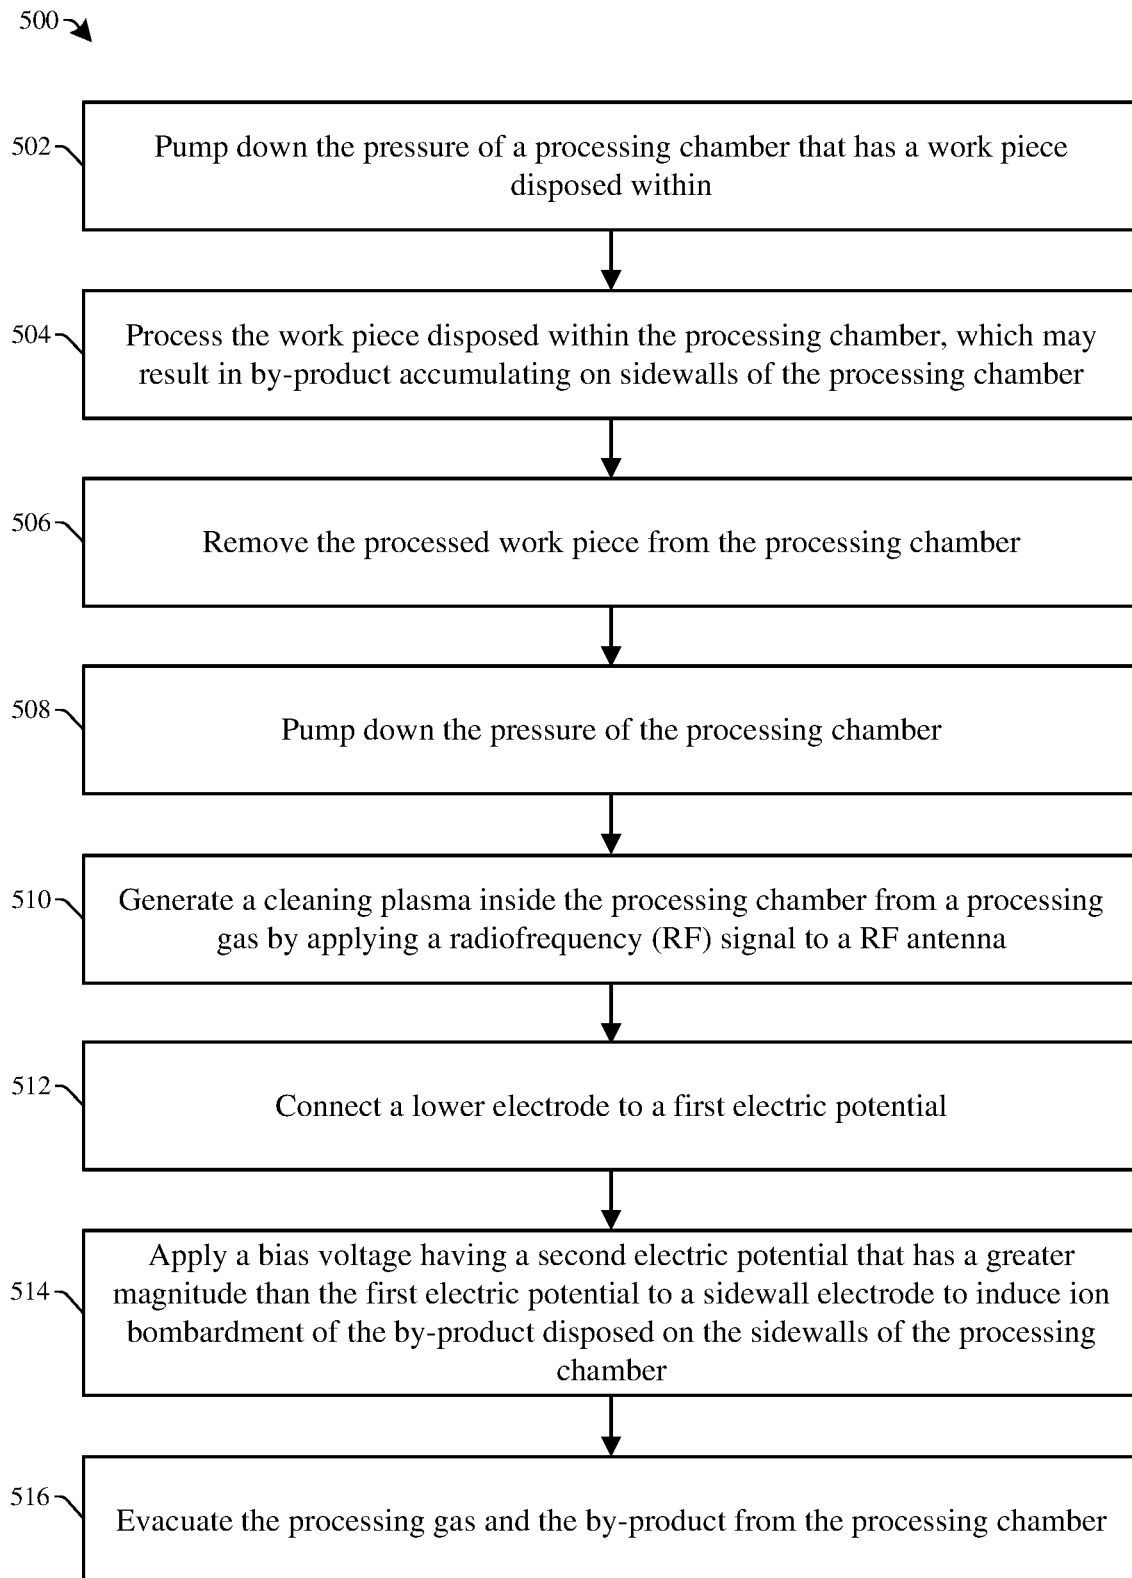 500
502
Pump down the pressure of a processing chamber that has a work piece
disposed within
504
Process the work piece disposed within the processing chamber, which may
result in by-product accumulating on sidewalls of the processing chamber
506
Remove the processed work piece from the processing chamber
508
Pump down the pressure of the processing chamber
510
Generate a cleaning plasma inside the processing chamber from a processing
gas by applying a radiofrequency (RF) signal to a RF antenna
512
Connect a lower electrode to a first electric potential
514
Apply a bias voltage having a second electric potential that has a greater
magnitude than the first electric potential to a sidewall electrode to induce ion
bombardment of the by-product disposed on the sidewalls of the processing
chamber
516
Evacuate the processing gas and the by-product from the processing chamber